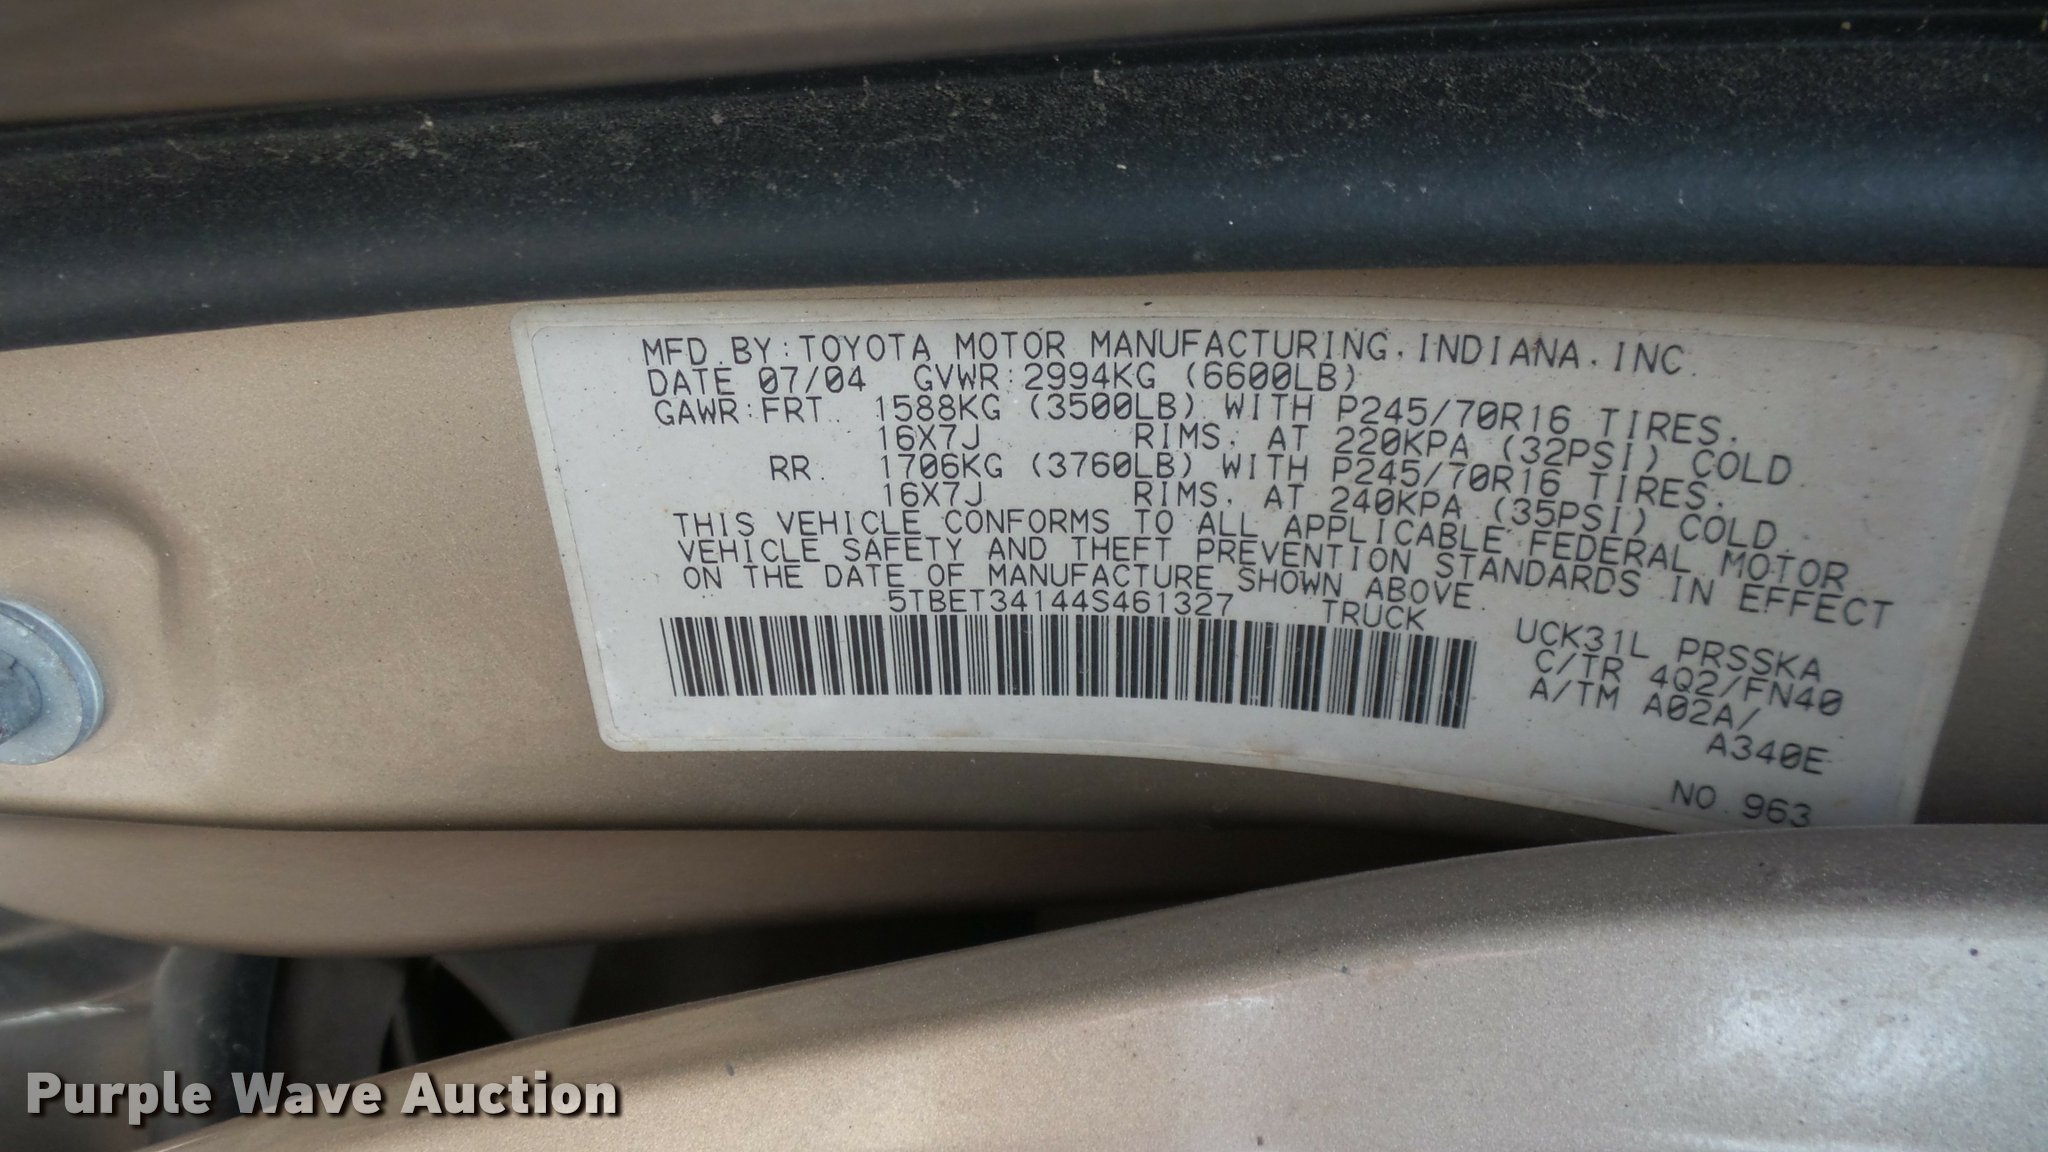 MFD. BY: TOYOTA MOTOR MANUFACTURING, INDIANA, INC.
DATE 07/04 GVWR: 2994KG (6600LB)
GAWR: FRT. 1588KG (3500LB) WITH P245/70R16 TIRES,
16X7J RIMS, AT 220KPA (32PSI) COLD
RR. 1706KG (3760LB) WITH P245/70R16 TIRES,
16X7J RIMS, AT 240KPA (35PSI) COLD
THIS VEHICLE CONFORMS TO ALL APPLICABLE FEDERAL MOTOR
VEHICLE SAFETY AND THEFT PREVENTION STANDARDS IN EFFECT
ON THE DATE OF MANUFACTURE SHOWN ABOVE.
5TBET34144S461327 TRUCK
UCK31L PRSSKA
C/TR 4Q2/FN40
A/TM A02A/
A340E
NO. 963
Purple Wave Auction